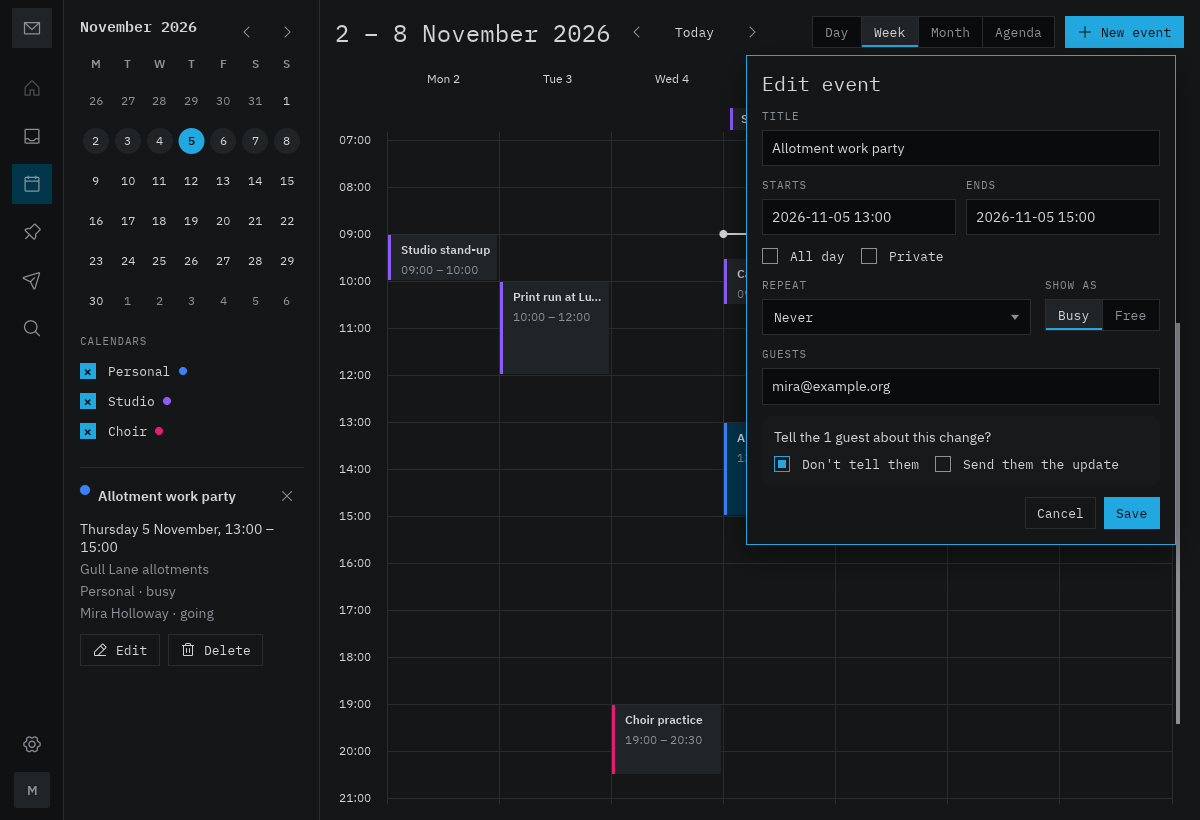 November 2026
M T W T F S S
26 27 28 29 30 31 1
2 3 4 5 6 7 8
9 10 11 12 13 14 15
16 17 18 19 20 21 22
23 24 25 26 27 28 29
30 1 2 3 4 5 6
CALENDARS
Personal
Studio
Choir
Allotment work party
Thursday 5 November, 13:00 –
15:00
Gull Lane allotments
Personal · busy
Mira Holloway · going
Edit Delete
M
2 – 8 November 2026
Today
Day Week Month Agenda
New event
Mon 2 Tue 3 Wed 4
07:00
08:00
09:00
10:00
11:00
12:00
13:00
14:00
15:00
16:00
17:00
18:00
19:00
20:00
21:00
Studio stand-up
09:00 – 10:00
Print run at Lu...
10:00 – 12:00
Choir practice
19:00 – 20:30
Edit event
TITLE
Allotment work party
STARTS ENDS
2026-11-05 13:00 2026-11-05 15:00
All day Private
REPEAT SHOW AS
Never Busy Free
GUESTS
mira@example.org
Tell the 1 guest about this change?
Don't tell them Send them the update
Cancel Save